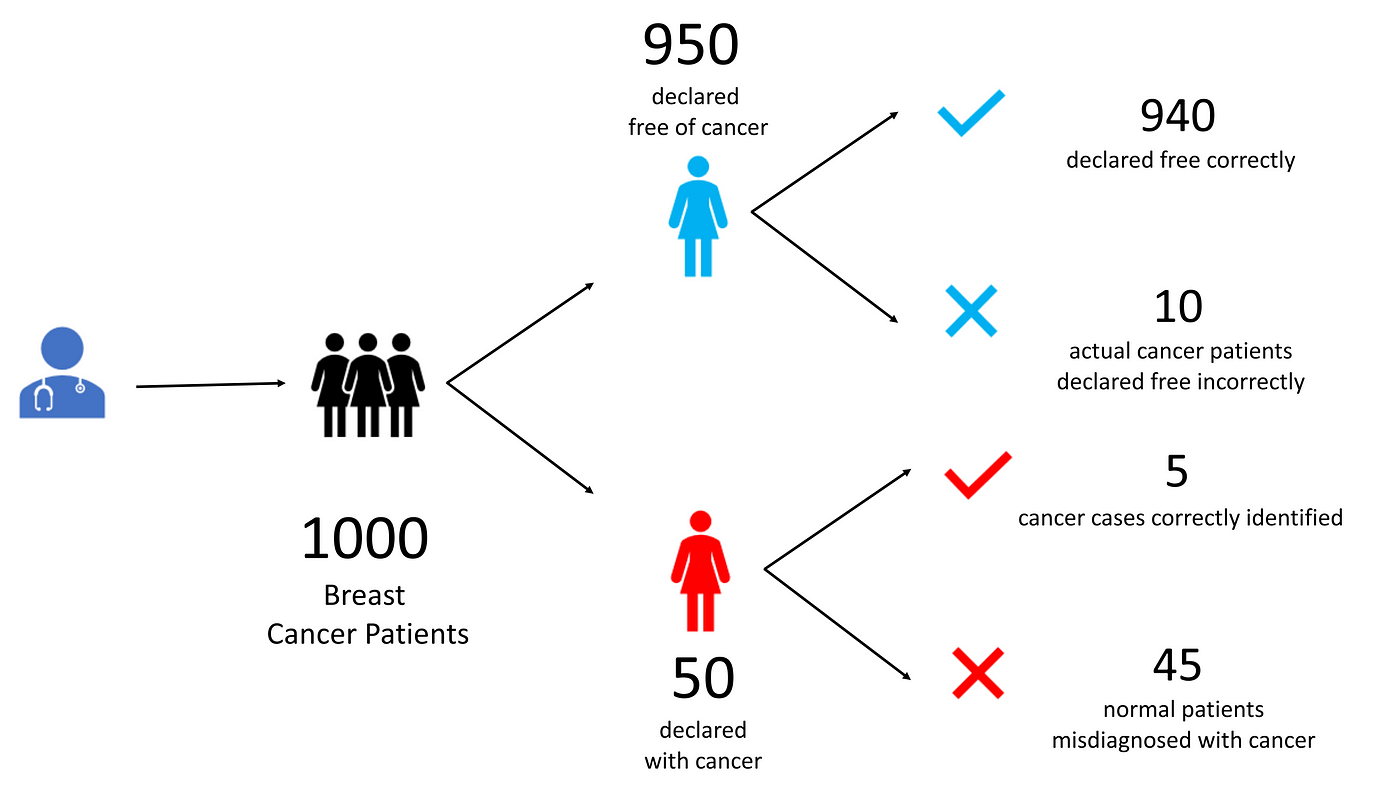 1000
Breast
Cancer Patients
950
declared
free of cancer
940
declared free correctly
10
actual cancer patients
declared free incorrectly
50
declared
with cancer
5
cancer cases correctly identified
45
normal patients
misdiagnosed with cancer